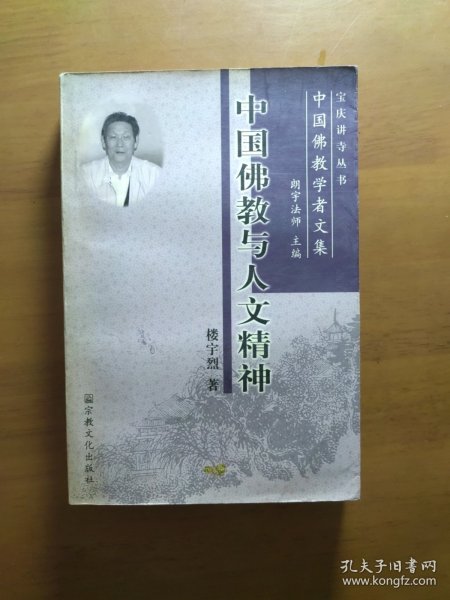 宝庆讲寺丛书
中国佛教学者文集
朗宇法师 主编
中国佛教与人文精神
楼宇烈 著
宗教文化出版社
孔夫子旧书网
www.kongfz.com